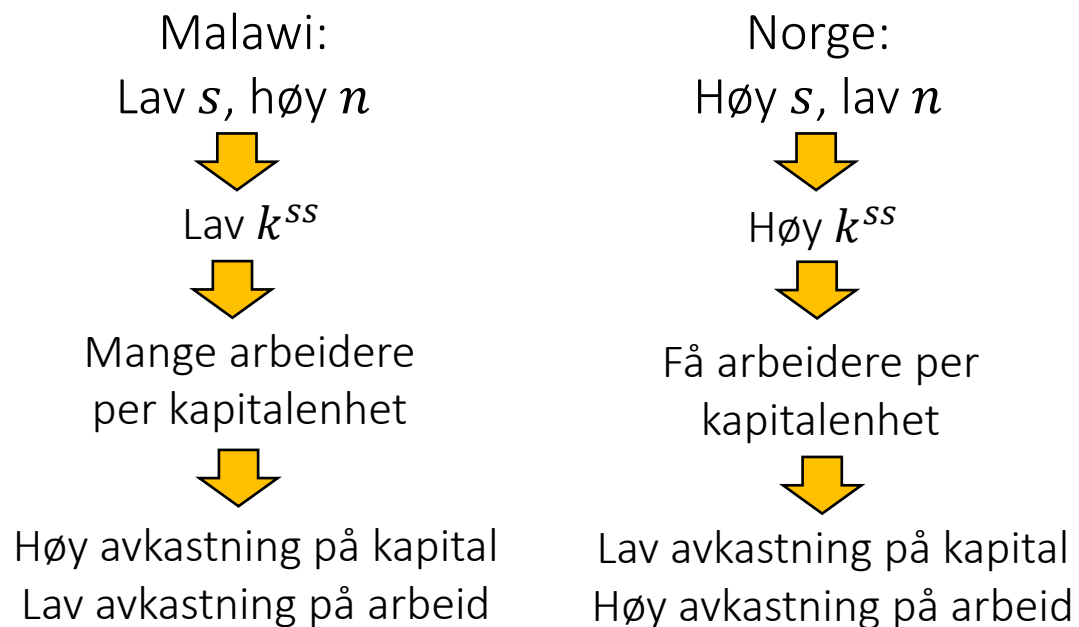 Malawi:
Lav s, høy n
Lav k^ss
Mange arbeidere
per kapitalenhet
Høy avkastning på kapital
Lav avkastning på arbeid
Norge:
Høy s, lav n
Høy k^ss
Få arbeidere per
kapitalenhet
Lav avkastning på kapital
Høy avkastning på arbeid